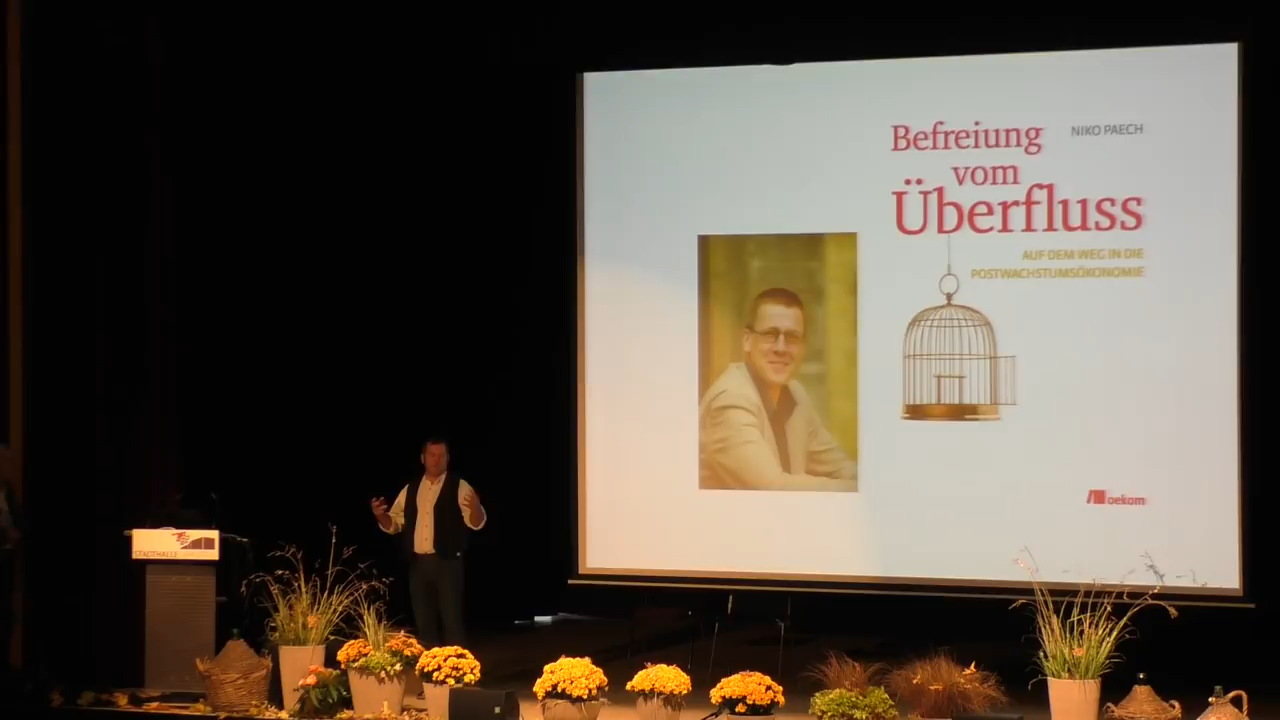 Befreiung
NIKO PAECH
vom
Überfluss
AUF DEM WEG IN DIE
POSTWACHSTUMSÖKONOMIE
oekom
STADTHALLE